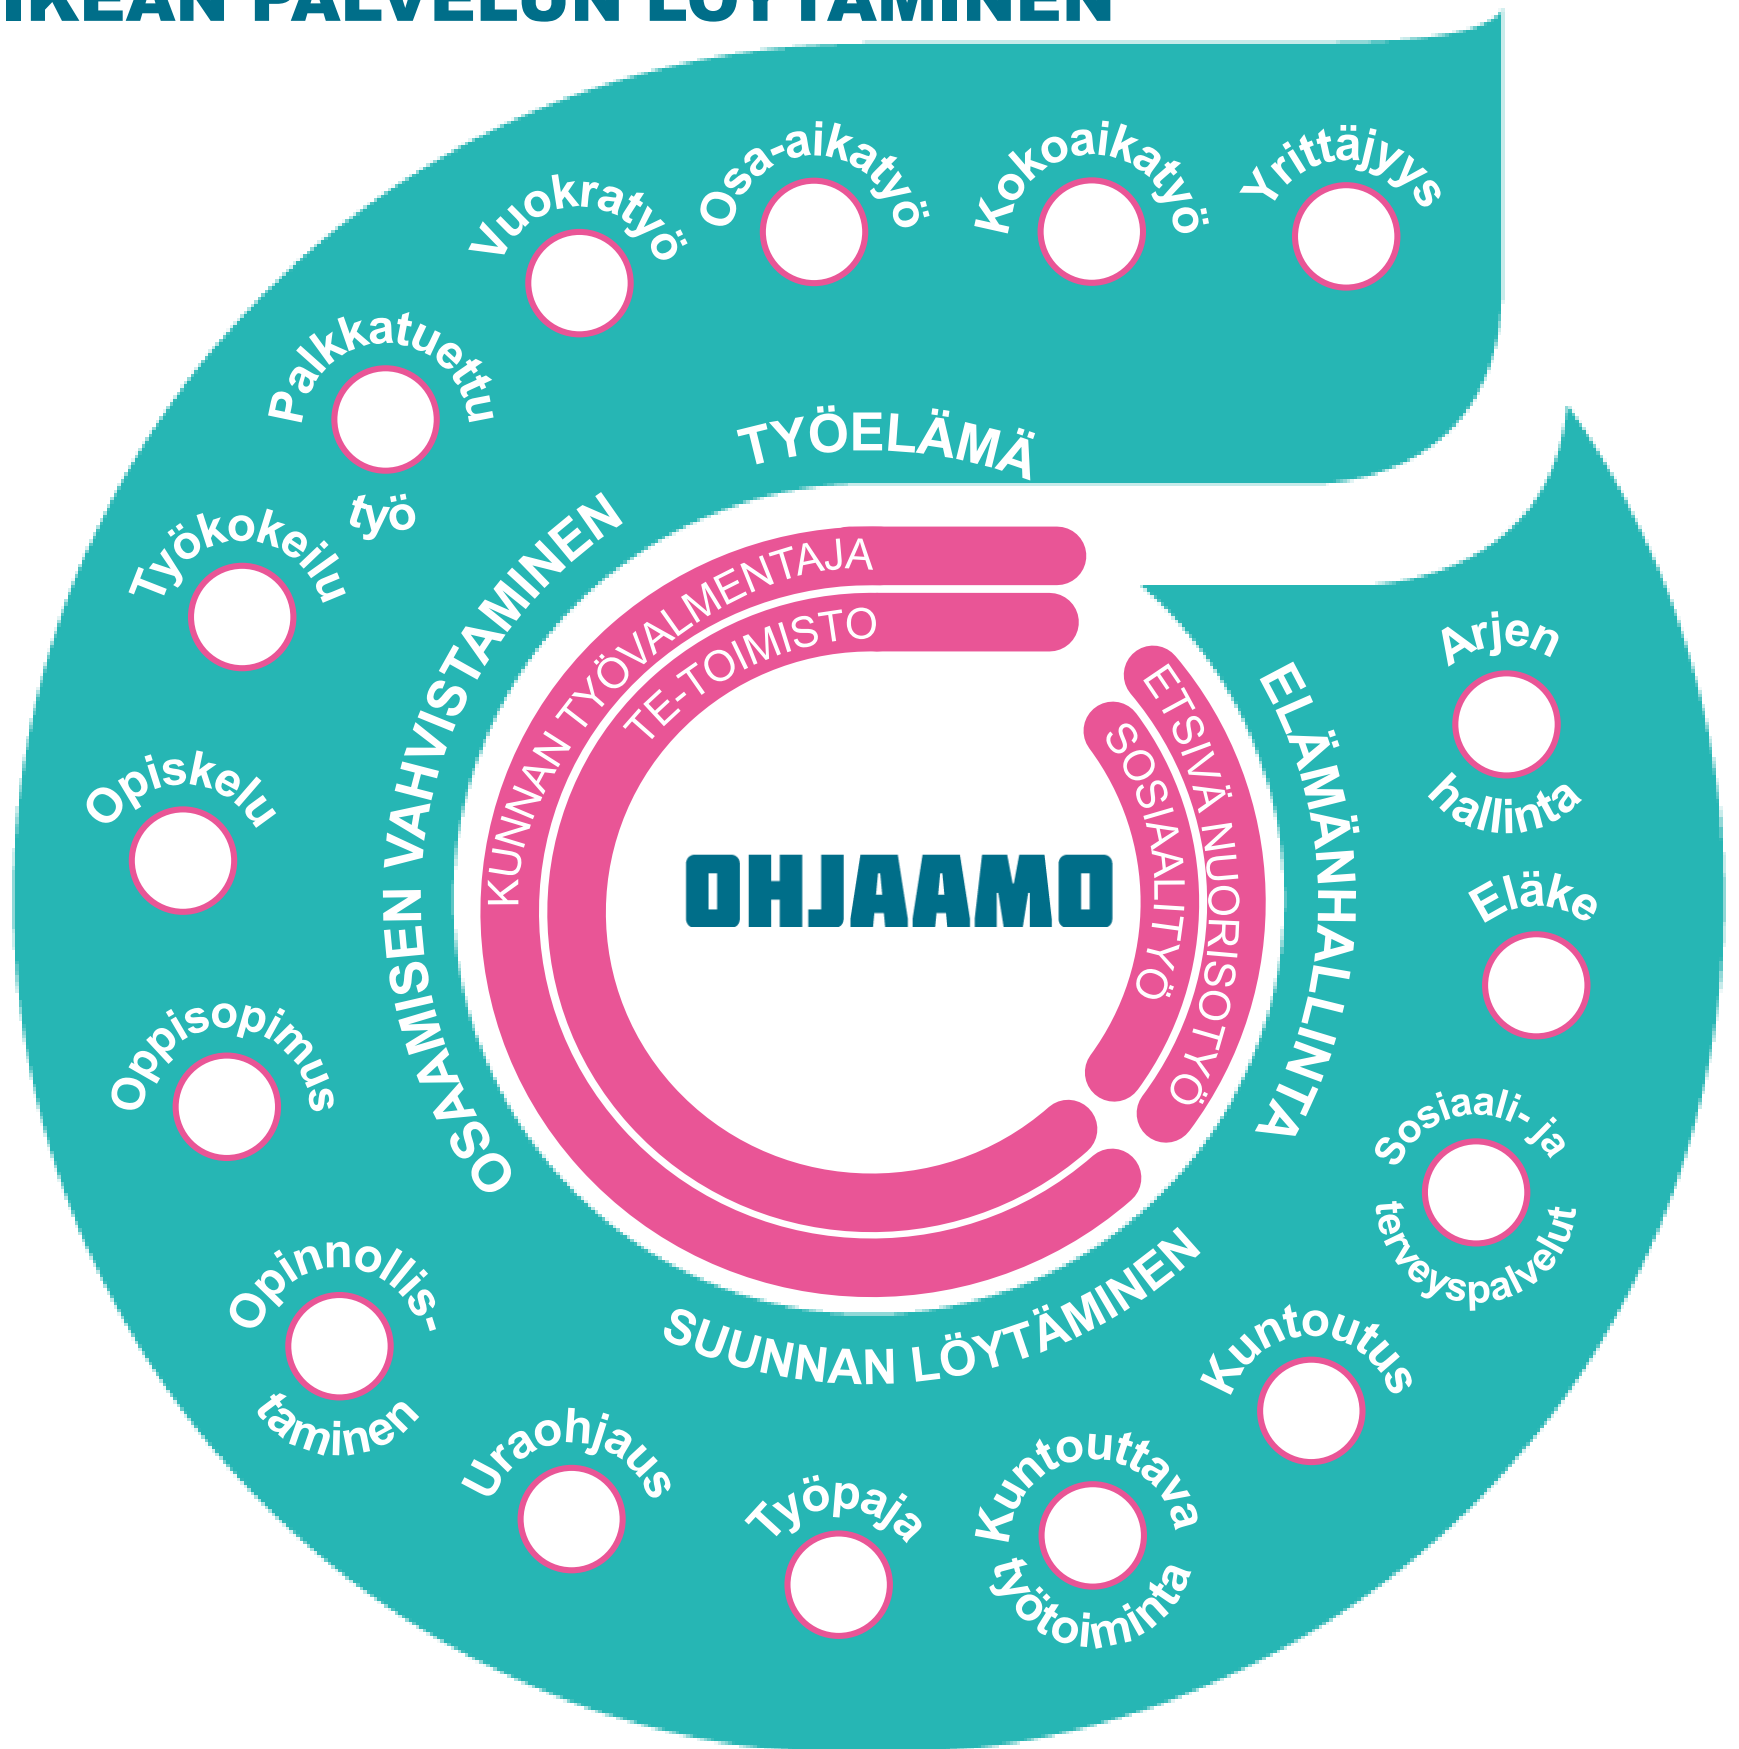 IKEAN PALVELUN LÖYTÄMINEN
Yrittäjyys
Kokoaikatyö
Osa-aikatyö
Vuokratyö
Palkkatuettu
työ
Työkokeilu
Opiskelu
Oppisopimus
Opinnollis-
taminen
Uraohjaus
Työpaja
Kuntouttava
työtoiminta
Kuntoutus
Sosiaali- ja
terveyspalvelut
Eläke
Arjen
hallinta
TYÖELÄMÄ
OSAAMISEN VAHVISTAMINEN
SUUNNAN LÖYTÄMINEN
ELÄMÄNHALLINTA
KUNNAN TYÖVALMENTAJA
TE-TOIMISTO
ETSIVÄ NUORISOTYÖ
SOSIAALITYÖ
OHJAAMO